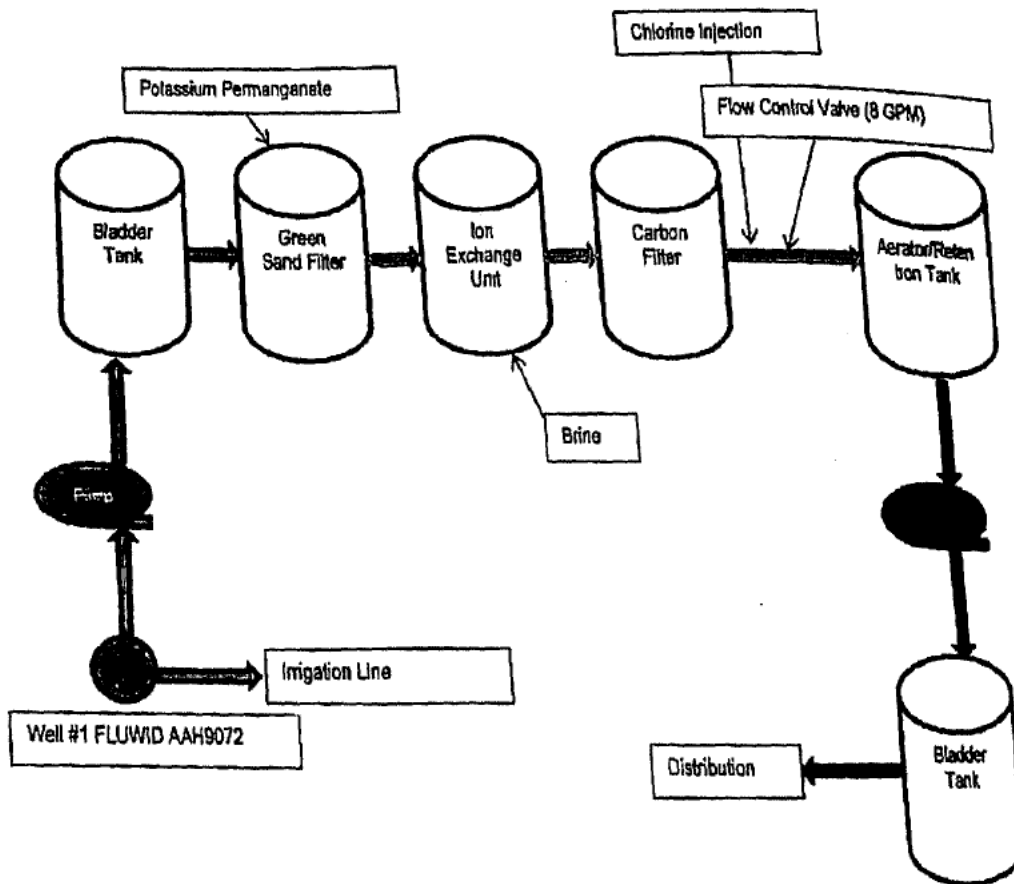 Chlorine Injection
Potassium Permanganate
Flow Control Valve (8 GPM)
Bladder
Tank
Green
Sand Filter
Ion
Exchange
Unit
Carbon
Filter
Aerator/Reten
tion Tank
Brine
Pump
Irrigation Line
Well #1 FLUWID AAH9072
Distribution
Bladder
Tank